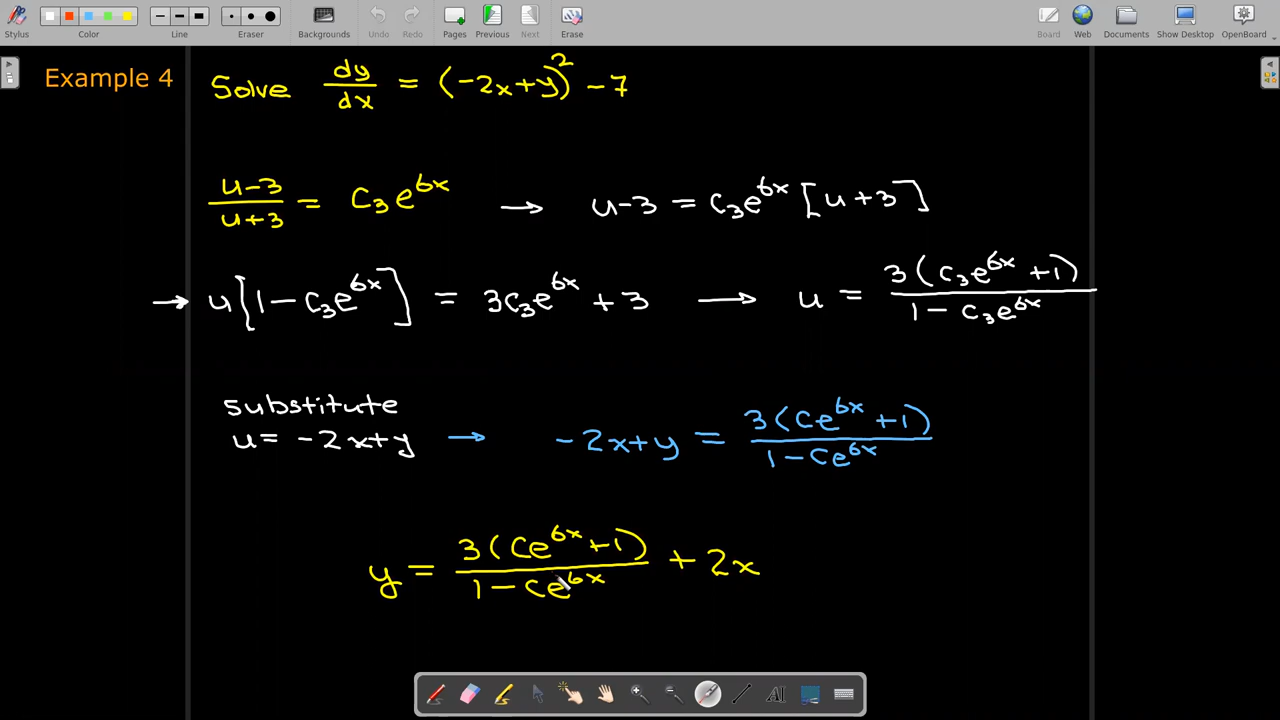 Stylus
Color
Line
Eraser
Backgrounds
Undo
Redo
Pages
Previous
Next
Erase
Board
Web
Documents
Show Desktop
OpenBoard
Example 4
Solve dy/dx = (-2x+y)² -7
(u-3)/(u+3) = C₃e^{6x} → u-3 = C₃e^{6x} [u+3]
→ u[1-C₃e^{6x}] = 3C₃e^{6x} +3 → u = 3(C₃e^{6x} +1)/(1-C₃e^{6x})
substitute
u = -2x+y → -2x+y = 3(Ce^{6x} +1)/(1-Ce^{6x})
y = 3(Ce^{6x}+1)/(1-Ce^{6x}) + 2x
AI